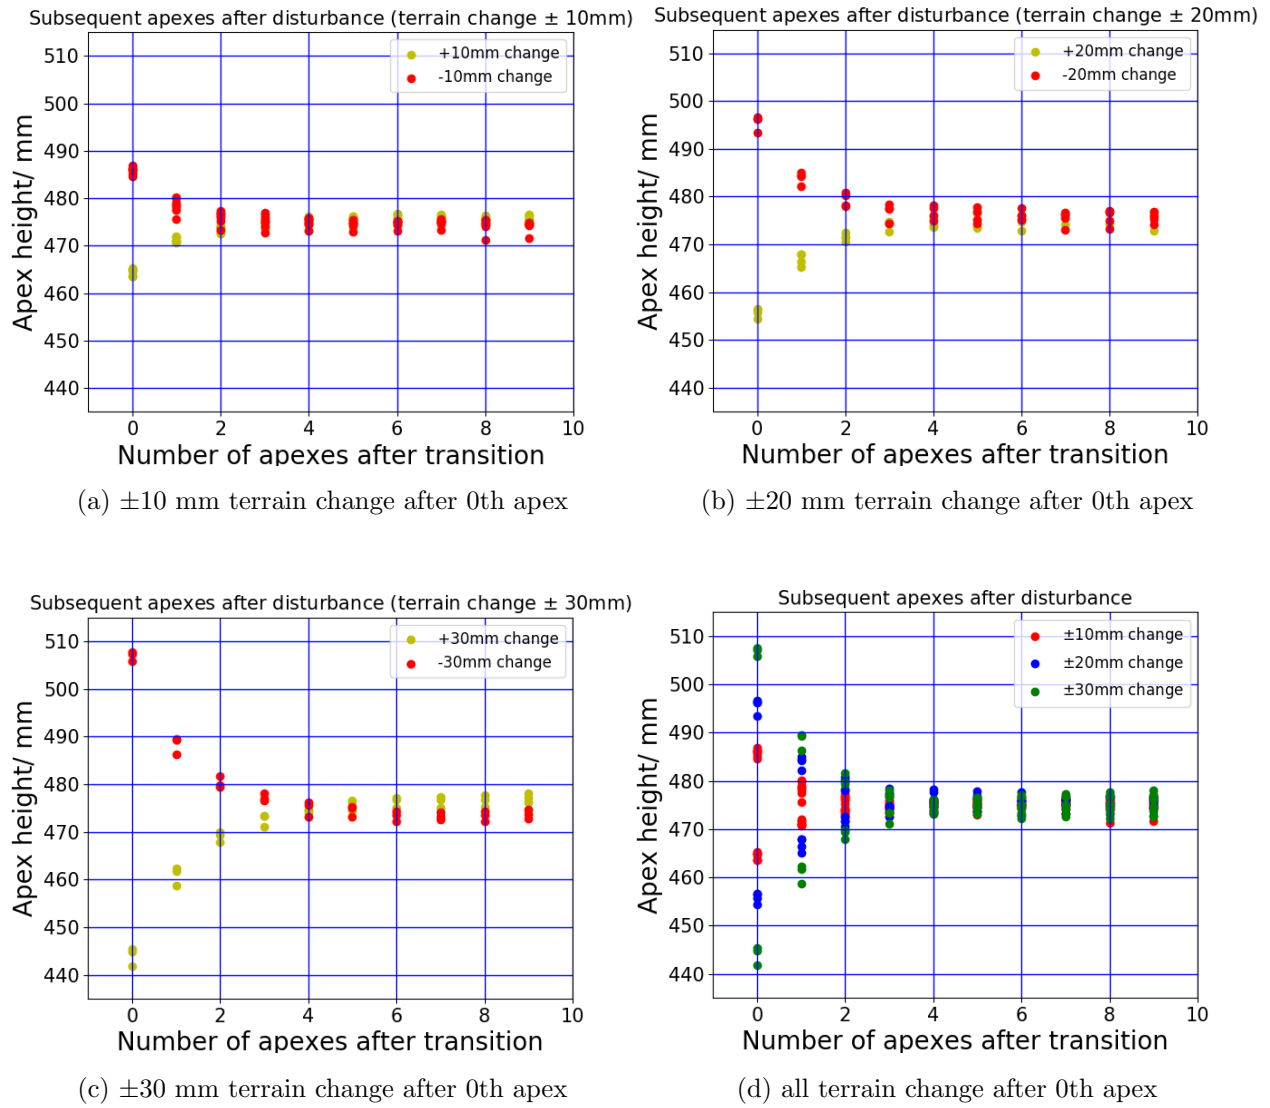 Subsequent apexes after disturbance (terrain change ± 10mm)
510
500
490
480
470
460
450
440
Apex height/ mm
+10mm change
-10mm change
0 2 4 6 8 10
Number of apexes after transition
(a) ±10 mm terrain change after 0th apex
Subsequent apexes after disturbance (terrain change ± 20mm)
510
500
490
480
470
460
450
440
Apex height/ mm
+20mm change
-20mm change
0 2 4 6 8 10
Number of apexes after transition
(b) ±20 mm terrain change after 0th apex
Subsequent apexes after disturbance (terrain change ± 30mm)
510
500
490
480
470
460
450
440
Apex height/ mm
+30mm change
-30mm change
0 2 4 6 8 10
Number of apexes after transition
(c) ±30 mm terrain change after 0th apex
Subsequent apexes after disturbance
510
500
490
480
470
460
450
440
Apex height/ mm
±10mm change
±20mm change
±30mm change
0 2 4 6 8 10
Number of apexes after transition
(d) all terrain change after 0th apex